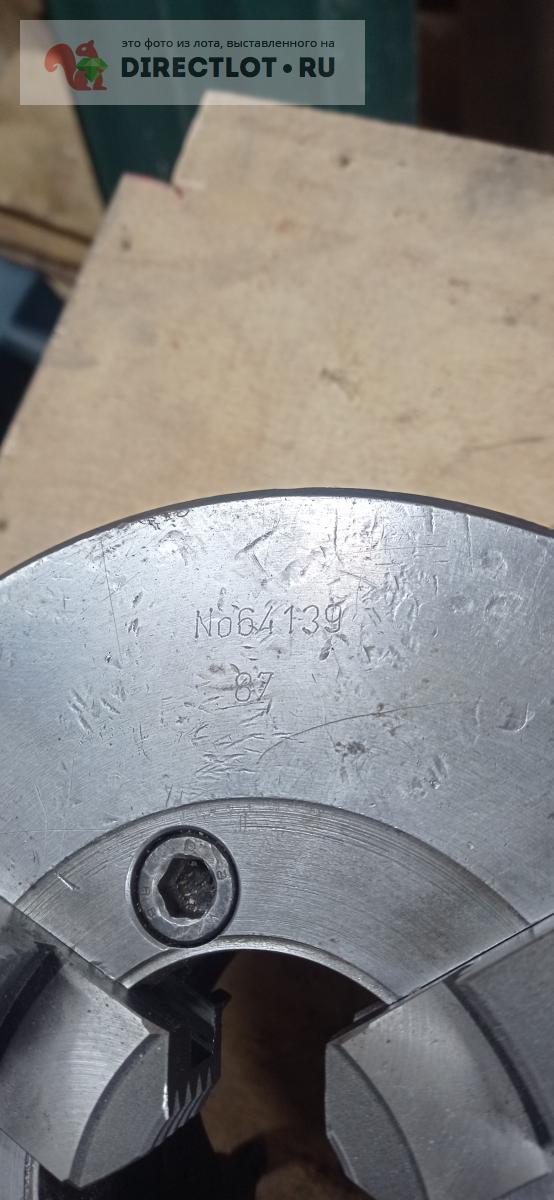 это фото из лота, выставленного на
DIRECTLOT•RU
No64139
87